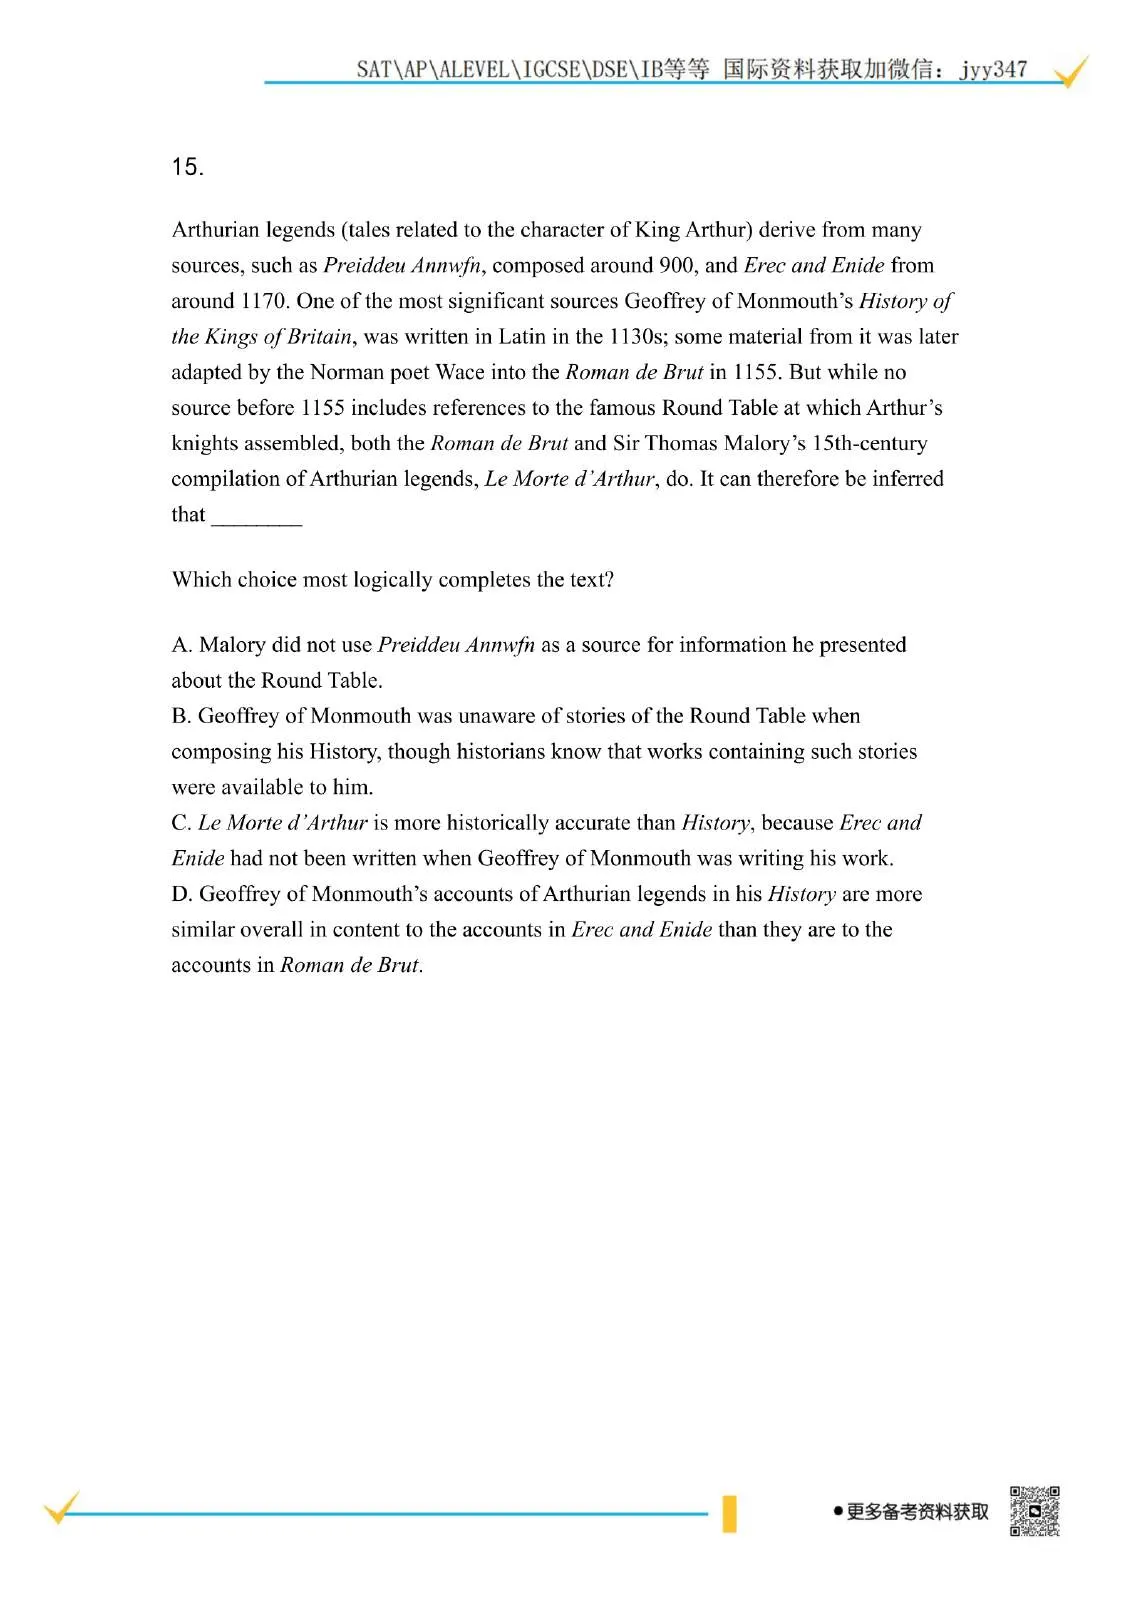 SAT\AP\ALEVEL\IGCSE\DSE\IB等等 国际资料获取加微信：jyy347
15.
Arthurian legends (tales related to the character of King Arthur) derive from many
sources, such as Preiddeu Annwfn, composed around 900, and Erec and Enide from
around 1170. One of the most significant sources Geoffrey of Monmouth’s History of
the Kings of Britain, was written in Latin in the 1130s; some material from it was later
adapted by the Norman poet Wace into the Roman de Brut in 1155. But while no
source before 1155 includes references to the famous Round Table at which Arthur’s
knights assembled, both the Roman de Brut and Sir Thomas Malory’s 15th-century
compilation of Arthurian legends, Le Morte d’Arthur, do. It can therefore be inferred
that ________
Which choice most logically completes the text?
A. Malory did not use Preiddeu Annwfn as a source for information he presented
about the Round Table.
B. Geoffrey of Monmouth was unaware of stories of the Round Table when
composing his History, though historians know that works containing such stories
were available to him.
C. Le Morte d’Arthur is more historically accurate than History, because Erec and
Enide had not been written when Geoffrey of Monmouth was writing his work.
D. Geoffrey of Monmouth’s accounts of Arthurian legends in his History are more
similar overall in content to the accounts in Erec and Enide than they are to the
accounts in Roman de Brut.
●更多备考资料获取